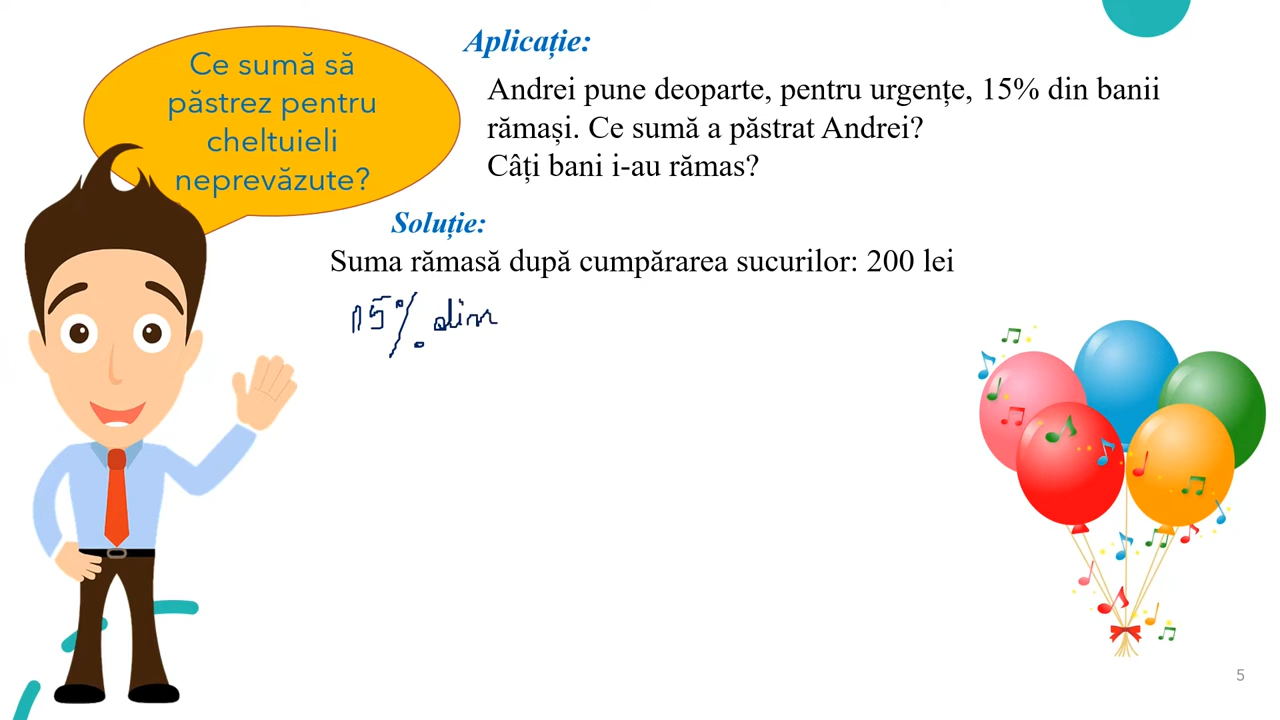 Ce sumă să
păstrez pentru
cheltuieli
neprevăzute?
Aplicație:
Andrei pune deoparte, pentru urgențe, 15% din banii
rămași. Ce sumă a păstrat Andrei?
Câți bani i-au rămas?
Soluție:
Suma rămasă după cumpărarea sucurilor: 200 lei
15% din
5